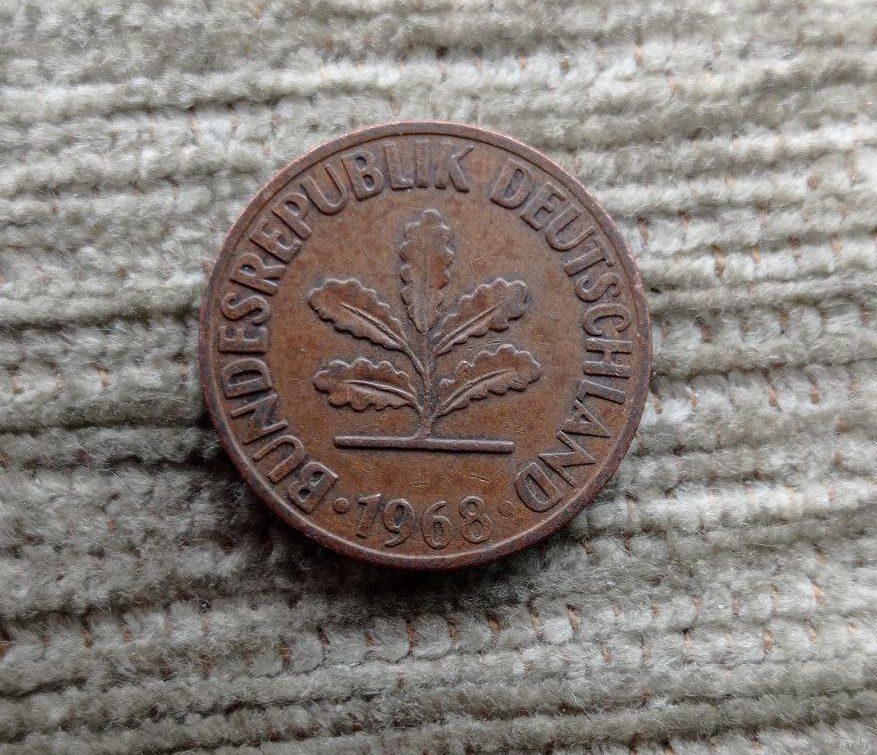 BUNDESREPUBLIK DEUTSCHLAND
· 1968 ·